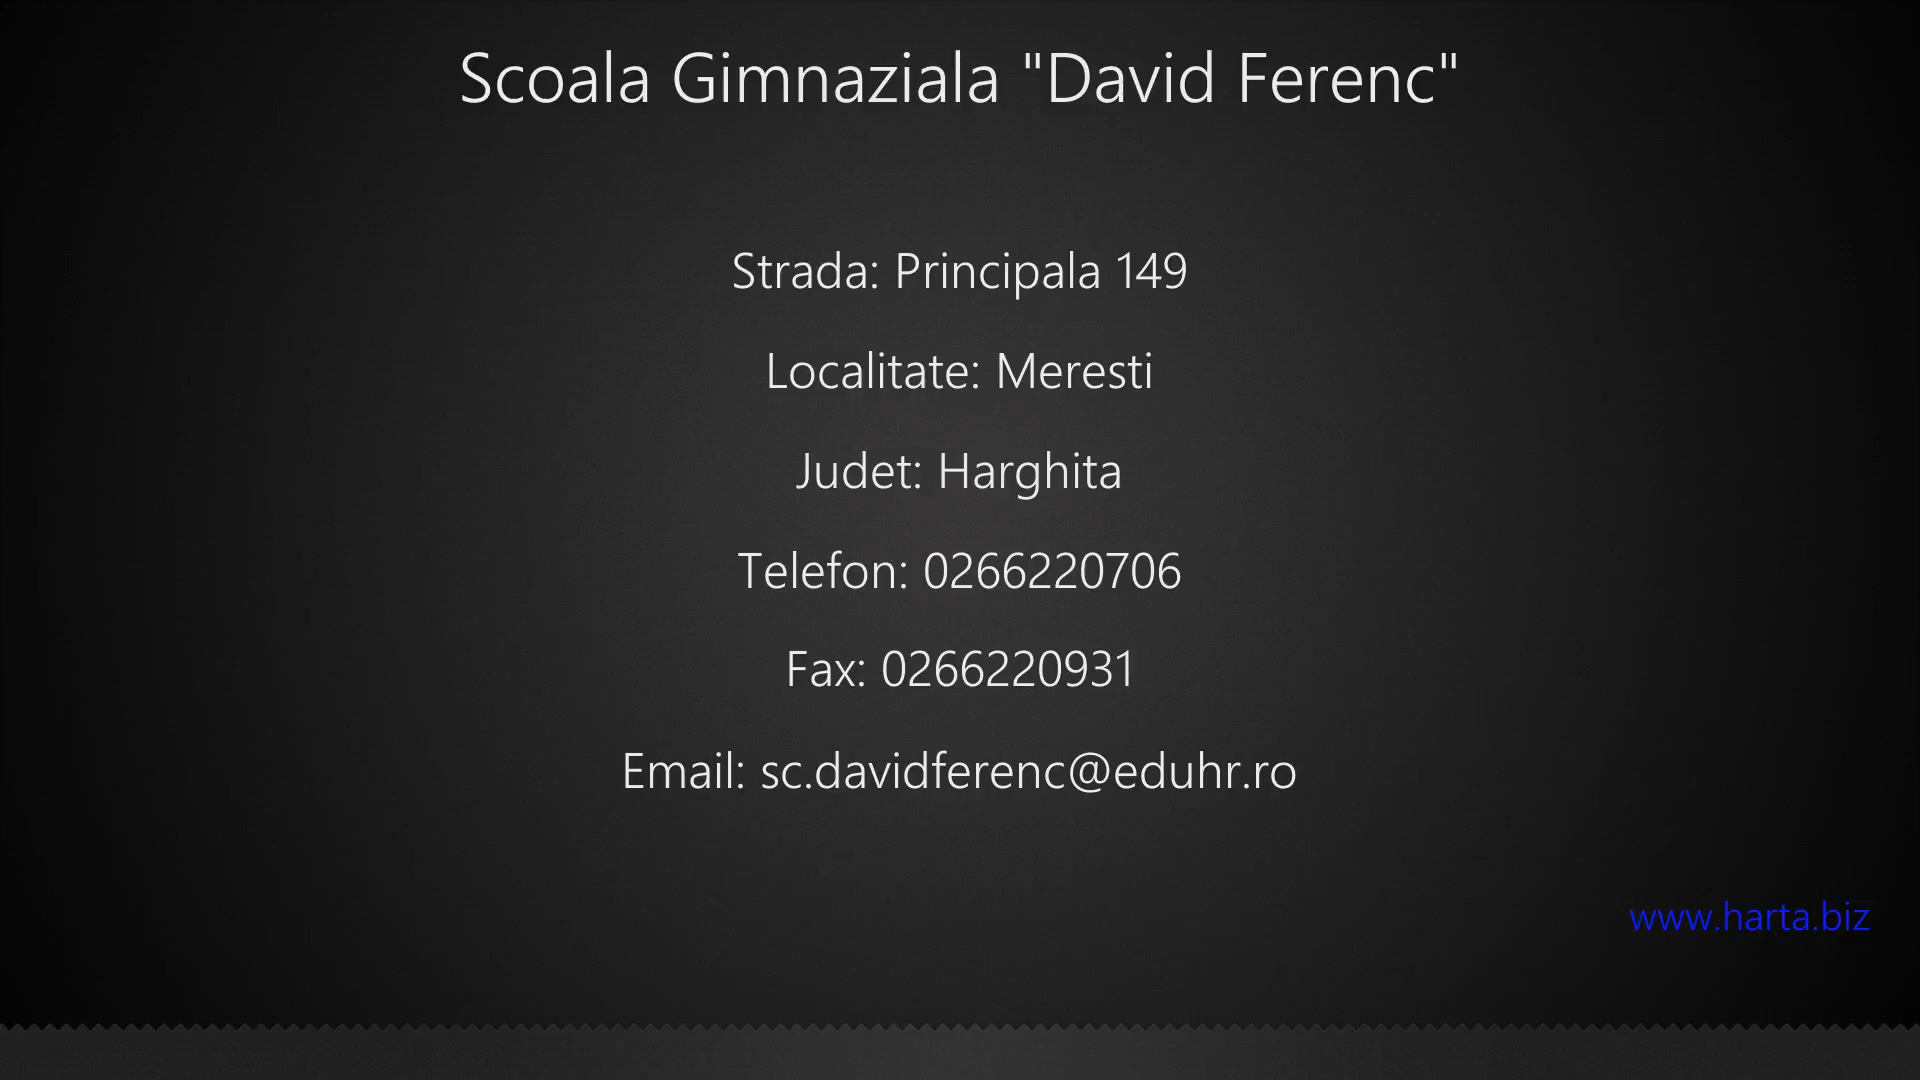 Scoala Gimnaziala "David Ferenc"
Strada: Principala 149
Localitate: Meresti
Judet: Harghita
Telefon: 0266220706
Fax: 0266220931
Email: sc.davidferenc@eduhr.ro
www.harta.biz